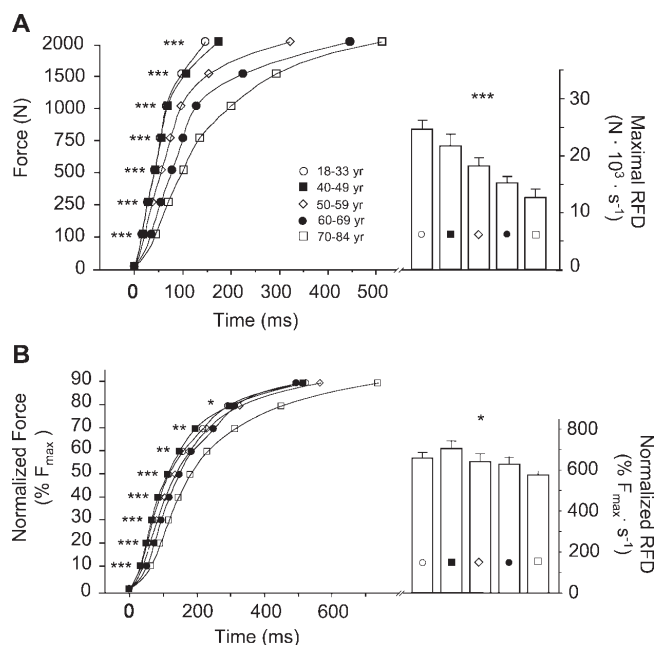 A
Force (N)
2000
1500
1000
750
500
250
100
0
***
***
***
***
***
***
***
18-33 yr
40-49 yr
50-59 yr
60-69 yr
70-84 yr
0 100 200 300 400 500
Time (ms)
***
30
20
10
0
Maximal RFD
(N · 10³ · s⁻¹)
B
Normalized Force
(% Fmax)
90
80
70
60
50
40
30
20
10
0
*
**
**
***
***
***
***
***
0 200 400 600
Time (ms)
*
800
600
400
200
0
Normalized RFD
(% Fmax · s⁻¹)